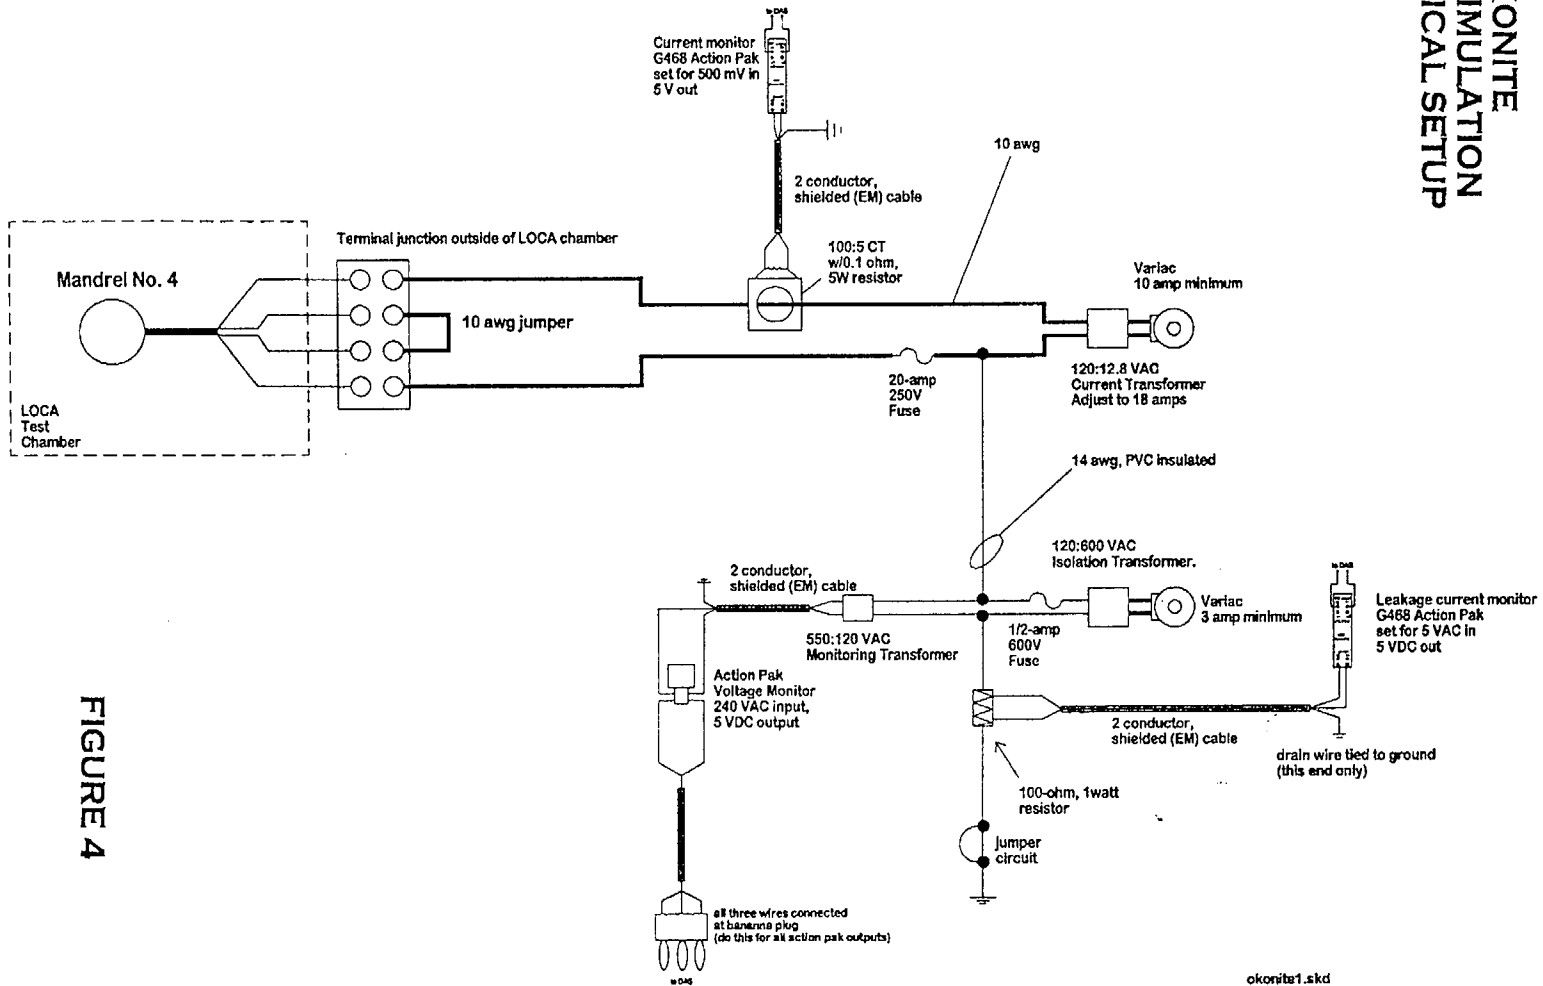 to DAS
Current monitor
G468 Action Pak
set for 500 mV in
5 V out
ONITE
MULATION
ICAL SETUP
10 awg
2 conductor,
shielded (EM) cable
Terminal junction outside of LOCA chamber
100:5 CT
w/0.1 ohm,
5W resistor
Mandrel No. 4
Variac
10 amp minimum
10 awg jumper
LOCA
Test
Chamber
20-amp
250V
Fuse
120:12.8 VAC
Current Transformer
Adjust to 18 amps
14 awg, PVC insulated
120:600 VAC
Isolation Transformer.
2 conductor,
shielded (EM) cable
to DAS
Variac
3 amp minimum
Leakage current monitor
G468 Action Pak
set for 5 VAC in
5 VDC out
550:120 VAC
Monitoring Transformer
1/2-amp
600V
Fuse
Action Pak
Voltage Monitor
240 VAC input,
5 VDC output
2 conductor,
shielded (EM) cable
drain wire tied to ground
(this end only)
100-ohm, 1watt
resistor
jumper
circuit
FIGURE 4
all three wires connected
at bananna plug
(do this for all action pak outputs)
to DAS
okonite1.skd